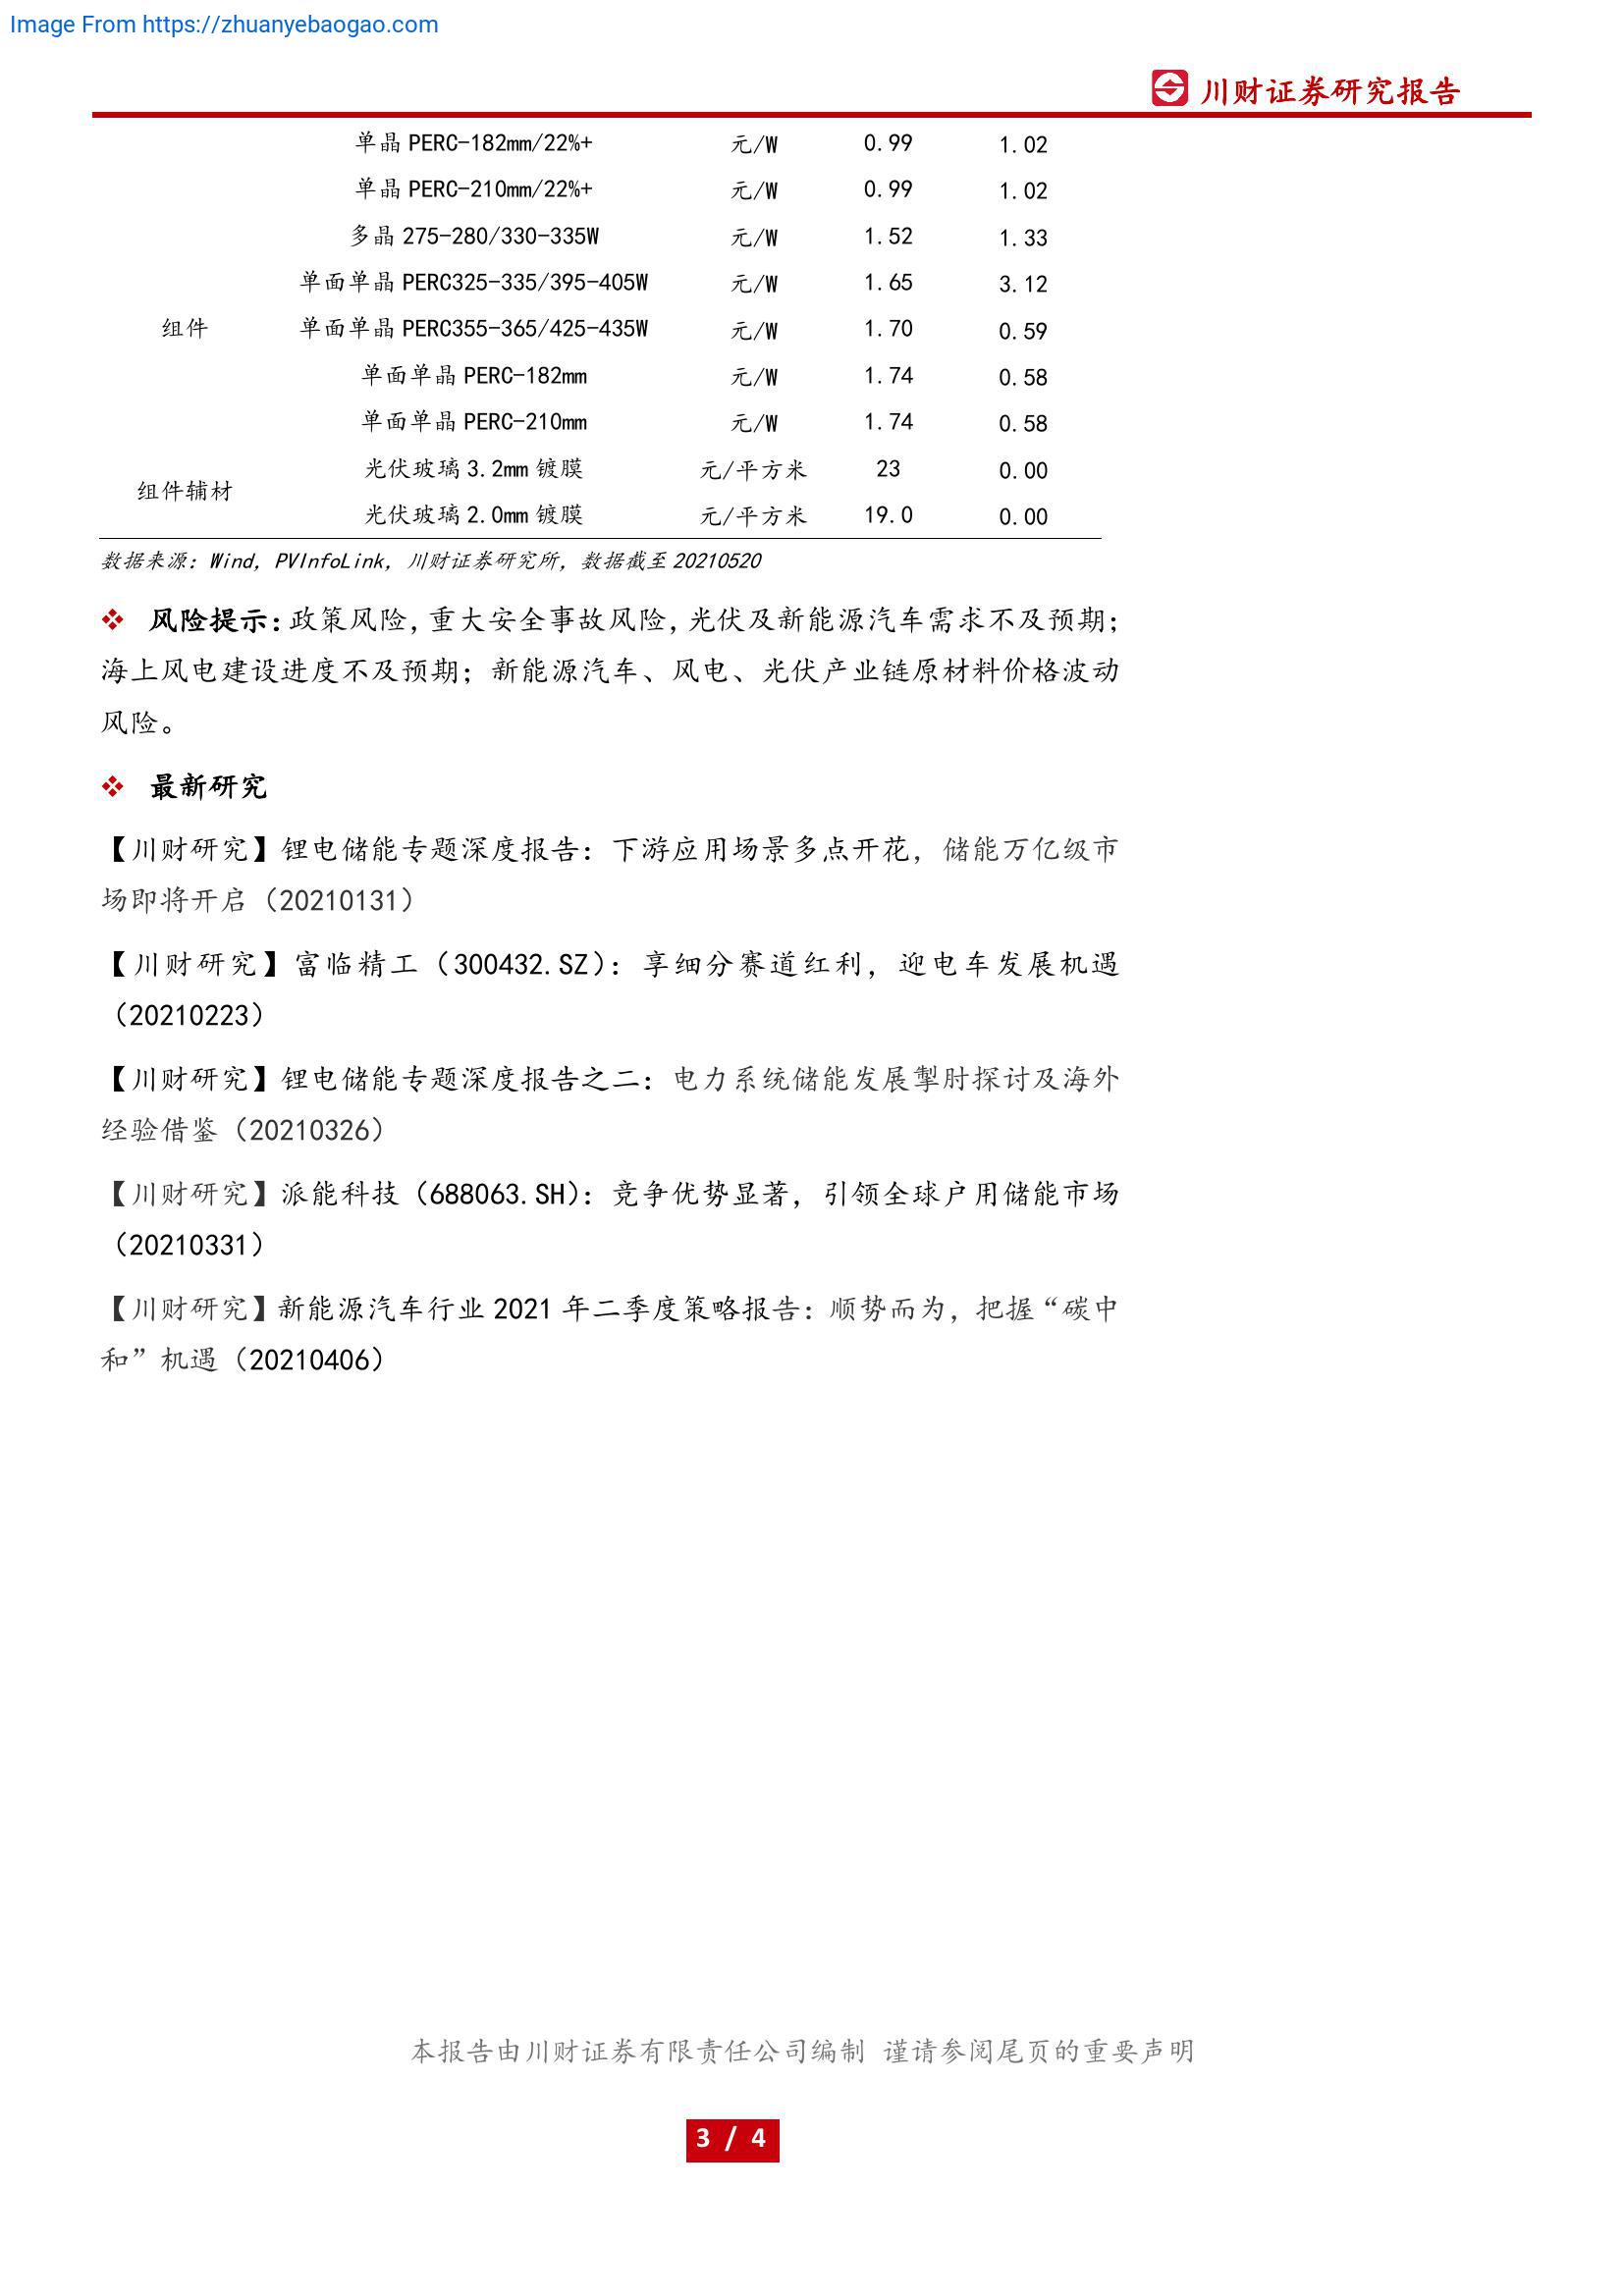 Image From https://zhuanyebaogao.com
川财证券研究报告
单晶 PERC-182mm/22%+ 元/W 0.99 1.02
单晶 PERC-210mm/22%+ 元/W 0.99 1.02
多晶 275-280/330-335W 元/W 1.52 1.33
单面单晶 PERC325-335/395-405W 元/W 1.65 3.12
组件 单面单晶 PERC355-365/425-435W 元/W 1.70 0.59
单面单晶 PERC-182mm 元/W 1.74 0.58
单面单晶 PERC-210mm 元/W 1.74 0.58
光伏玻璃 3.2mm 镀膜 元/平方米 23 0.00
组件辅材
光伏玻璃 2.0mm 镀膜 元/平方米 19.0 0.00
数据来源：Wind，PVInfoLink，川财证券研究所，数据截至 20210520
❖ 风险提示：政策风险，重大安全事故风险，光伏及新能源汽车需求不及预期；
海上风电建设进度不及预期；新能源汽车、风电、光伏产业链原材料价格波动
风险。
❖ 最新研究
【川财研究】锂电储能专题深度报告：下游应用场景多点开花，储能万亿级市
场即将开启（20210131）
【川财研究】富临精工（300432.SZ）：享细分赛道红利，迎电车发展机遇
（20210223）
【川财研究】锂电储能专题深度报告之二：电力系统储能发展掣肘探讨及海外
经验借鉴（20210326）
【川财研究】派能科技（688063.SH）：竞争优势显著，引领全球户用储能市场
（20210331）
【川财研究】新能源汽车行业 2021 年二季度策略报告：顺势而为，把握“碳中
和”机遇（20210406）
本报告由川财证券有限责任公司编制 谨请参阅尾页的重要声明
3 / 4